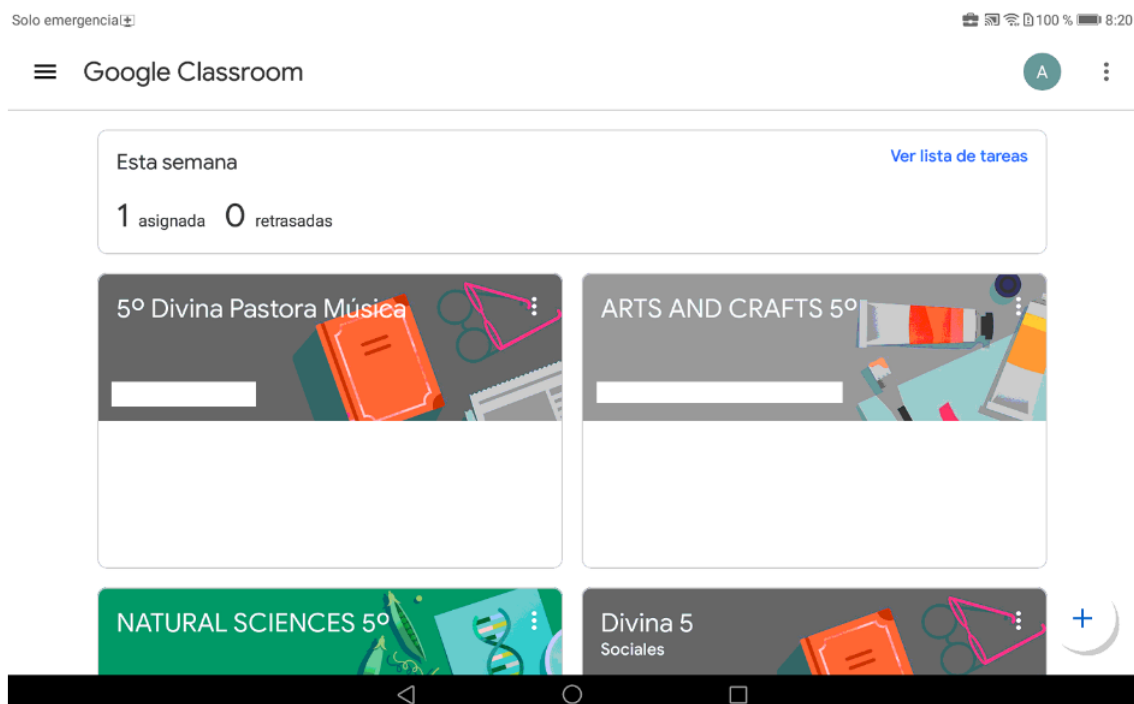 Solo emergencia
100 % 8:20
Google Classroom
A
Esta semana
Ver lista de tareas
1 asignada 0 retrasadas
5º Divina Pastora Música
ARTS AND CRAFTS 5º
NATURAL SCIENCES 5º
Divina 5
Sociales